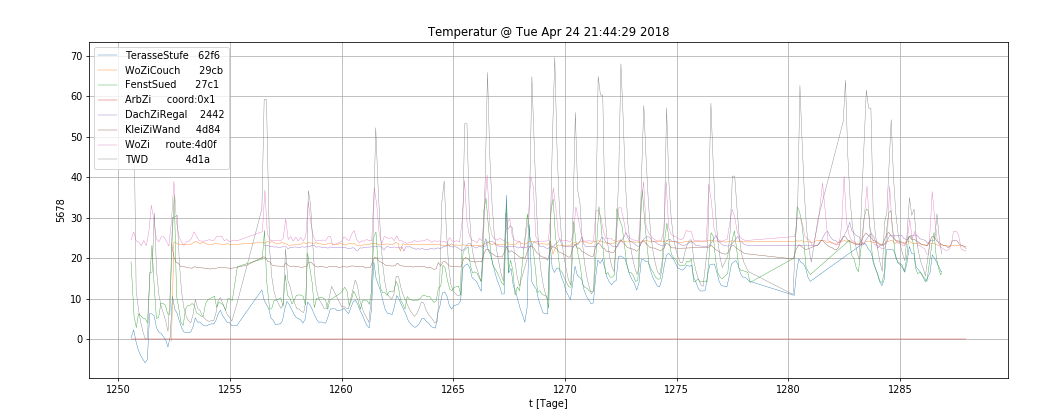 Temperatur @ Tue Apr 24 21:44:29 2018
70
60
50
40
30
20
10
0
5678
TerasseStufe 62f6
WoZiCouch 29cb
FenstSued 27c1
ArbZi coord:0x1
DachZiRegal 2442
KleiZiWand 4d84
WoZi route:4d0f
TWD 4d1a
1250 1255 1260 1265 1270 1275 1280 1285
t [Tage]